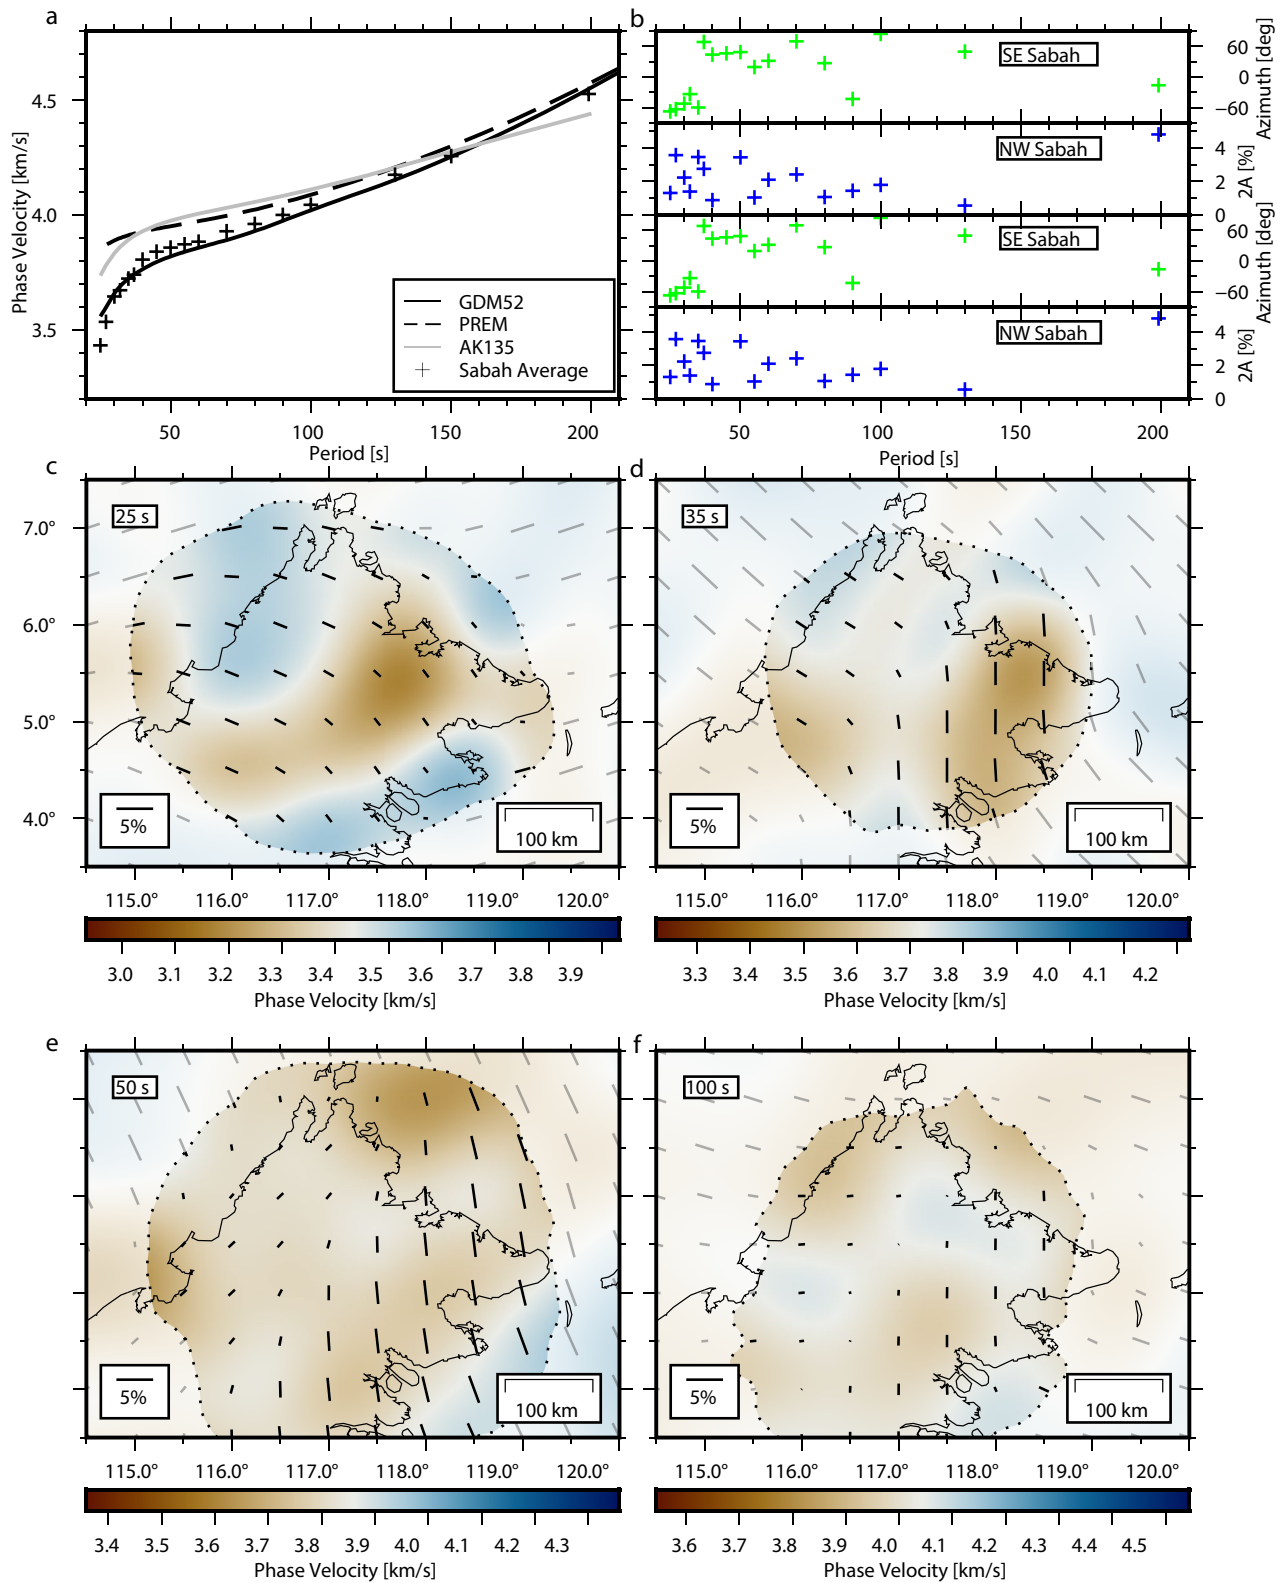 a
4.5
4.0
3.5
Phase Velocity [km/s]
GDM52
PREM
AK135
Sabah Average
50
100
150
200
Period [s]
b
SE Sabah
60
0
−60
Azimuth [deg]
NW Sabah
4
2
0
2A [%]
SE Sabah
60
0
−60
Azimuth [deg]
NW Sabah
4
2
0
2A [%]
50
100
150
200
Period [s]
c
25 s
7.0°
6.0°
5.0°
4.0°
5%
100 km
115.0° 116.0° 117.0° 118.0° 119.0° 120.0°
3.0 3.1 3.2 3.3 3.4 3.5 3.6 3.7 3.8 3.9
Phase Velocity [km/s]
d
35 s
5%
100 km
115.0° 116.0° 117.0° 118.0° 119.0° 120.0°
3.3 3.4 3.5 3.6 3.7 3.8 3.9 4.0 4.1 4.2
Phase Velocity [km/s]
e
50 s
5%
100 km
115.0° 116.0° 117.0° 118.0° 119.0° 120.0°
3.4 3.5 3.6 3.7 3.8 3.9 4.0 4.1 4.2 4.3
Phase Velocity [km/s]
f
100 s
5%
100 km
115.0° 116.0° 117.0° 118.0° 119.0° 120.0°
3.6 3.7 3.8 3.9 4.0 4.1 4.2 4.3 4.4 4.5
Phase Velocity [km/s]